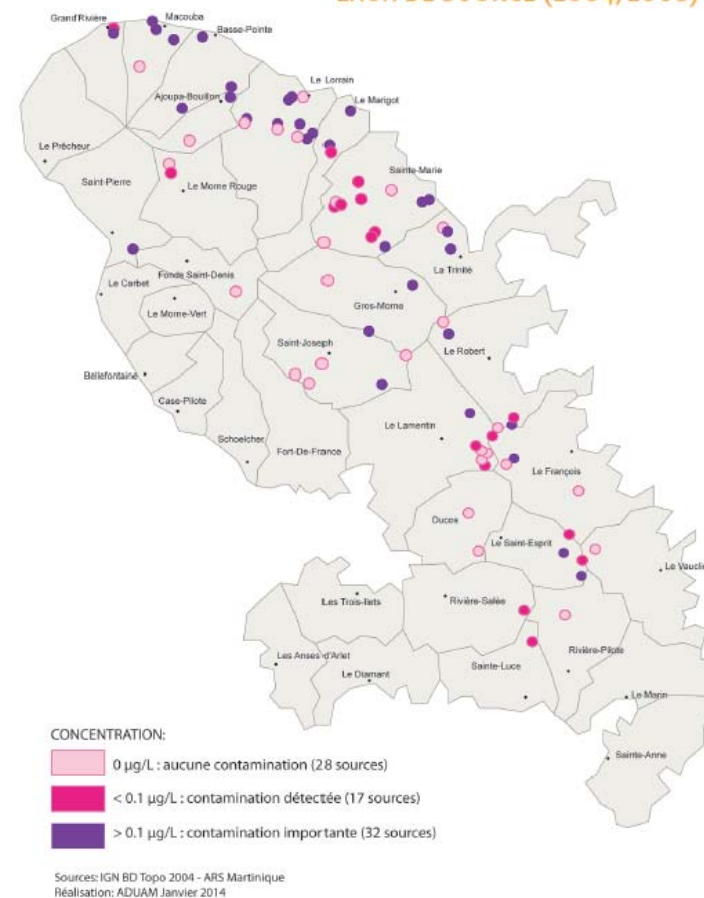 EAUX DE SOURCE (2004/2008)
Grand'Rivière
Macouba
Basse-Pointe
Ajoupa-Bouillon
Le Lorrain
Le Marigot
Le Prêcheur
Saint-Pierre
Le Morne Rouge
Sainte-Marie
Fonds Saint-Denis
La Trinité
Le Carbet
Le Morne-Vert
Gros-Morne
Saint-Joseph
Le Robert
Bellefontaine
Case-Pilote
Schoelcher
Fort-De-France
Le Lamentin
Le François
Ducos
Le Saint-Esprit
Le Vauclin
Les Trois-Ilets
Rivière-Salée
Rivière-Pilote
Les Anses-d'Arlet
Le Diamant
Sainte-Luce
Le Marin
Sainte-Anne
CONCENTRATION:
0 µg/L : aucune contamination (28 sources)
< 0.1 µg/L : contamination détectée (17 sources)
> 0.1 µg/L : contamination importante (32 sources)
Sources: IGN BD Topo 2004 - ARS Martinique
Réalisation: ADUAM Janvier 2014